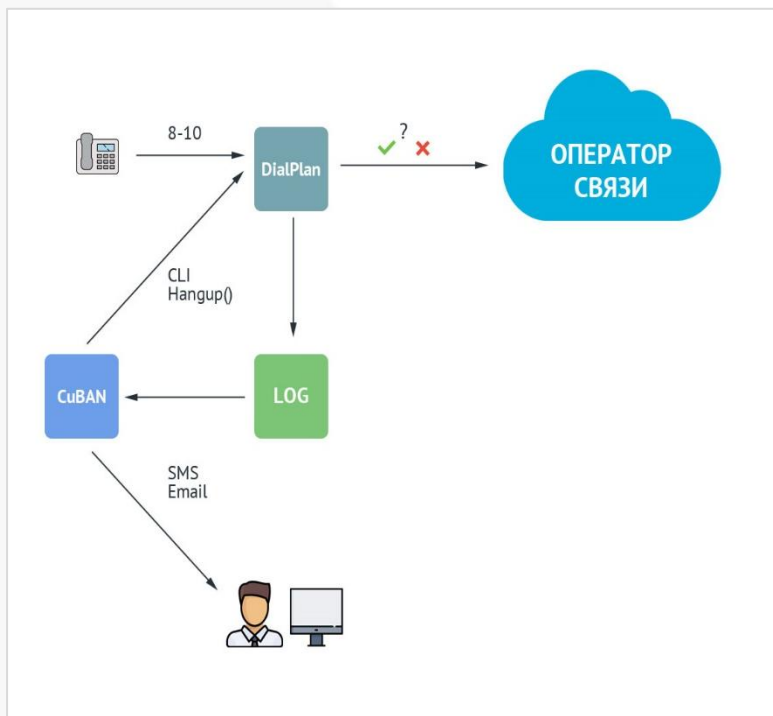 8-10
DialPlan
?
ОПЕРАТОР
СВЯЗИ
CLI
Hangup()
CuBAN
LOG
SMS
Email